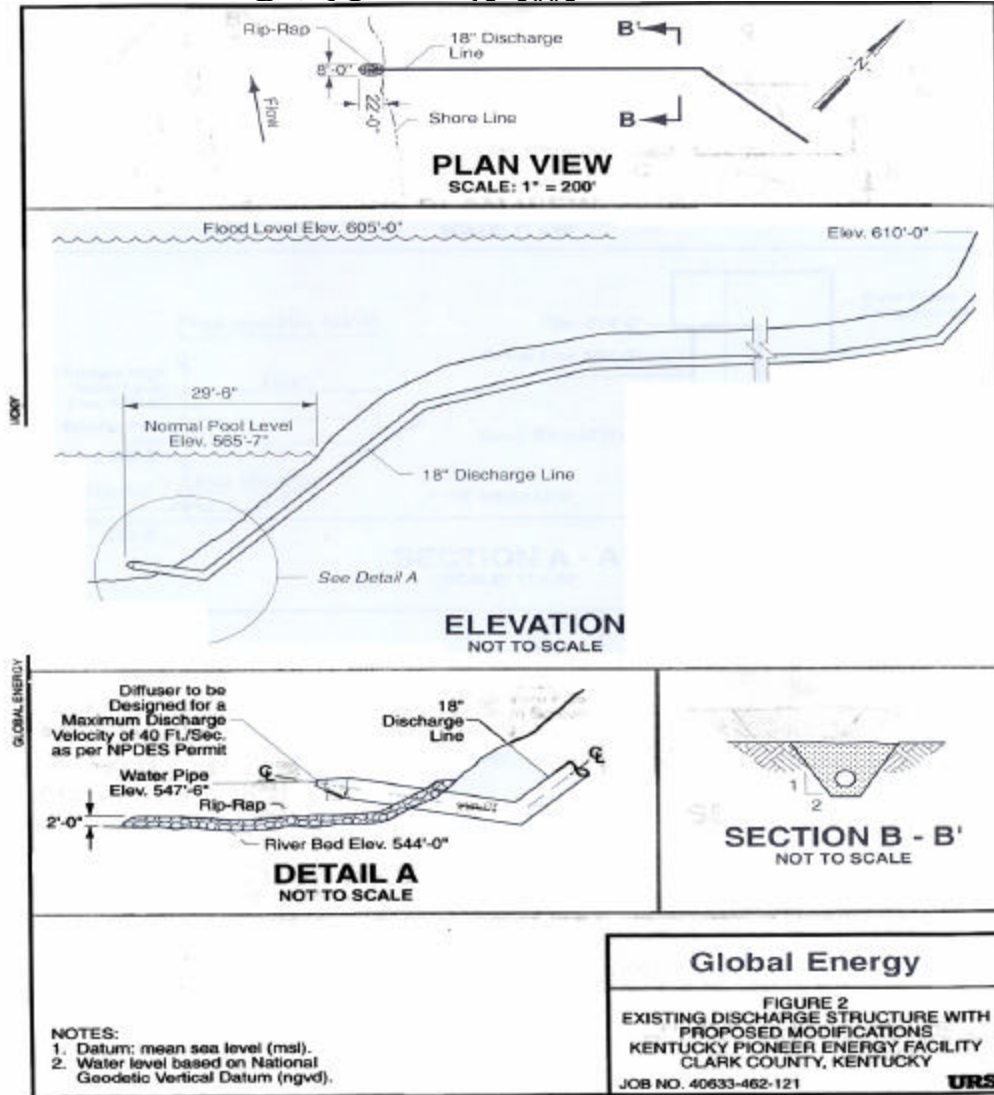 Rip-Rap
18" Discharge
Line
B'
8'-0"
22'-0"
Flow
Shore Line
B
N
PLAN VIEW
SCALE: 1" = 200'
Flood Level Elev. 605'-0"
Elev. 610'-0"
29'-6"
Normal Pool Level
Elev. 565'-7"
18" Discharge Line
See Detail A
ELEVATION
NOT TO SCALE
GLOBAL ENERGY
Diffuser to be
Designed for a
Maximum Discharge
Velocity of 40 Ft./Sec.
as per NPDES Permit
18"
Discharge
Line
Water Pipe
Elev. 547'-6"
Rip-Rap
2'-0"
River Bed Elev. 544'-0"
DETAIL A
NOT TO SCALE
1
2
SECTION B - B'
NOT TO SCALE
Global Energy
FIGURE 2
EXISTING DISCHARGE STRUCTURE WITH
PROPOSED MODIFICATIONS
KENTUCKY PIONEER ENERGY FACILITY
CLARK COUNTY, KENTUCKY
JOB NO. 40633-462-121
URS
NOTES:
1. Datum: mean sea level (msl).
2. Water level based on National
Geodetic Vertical Datum (ngvd).